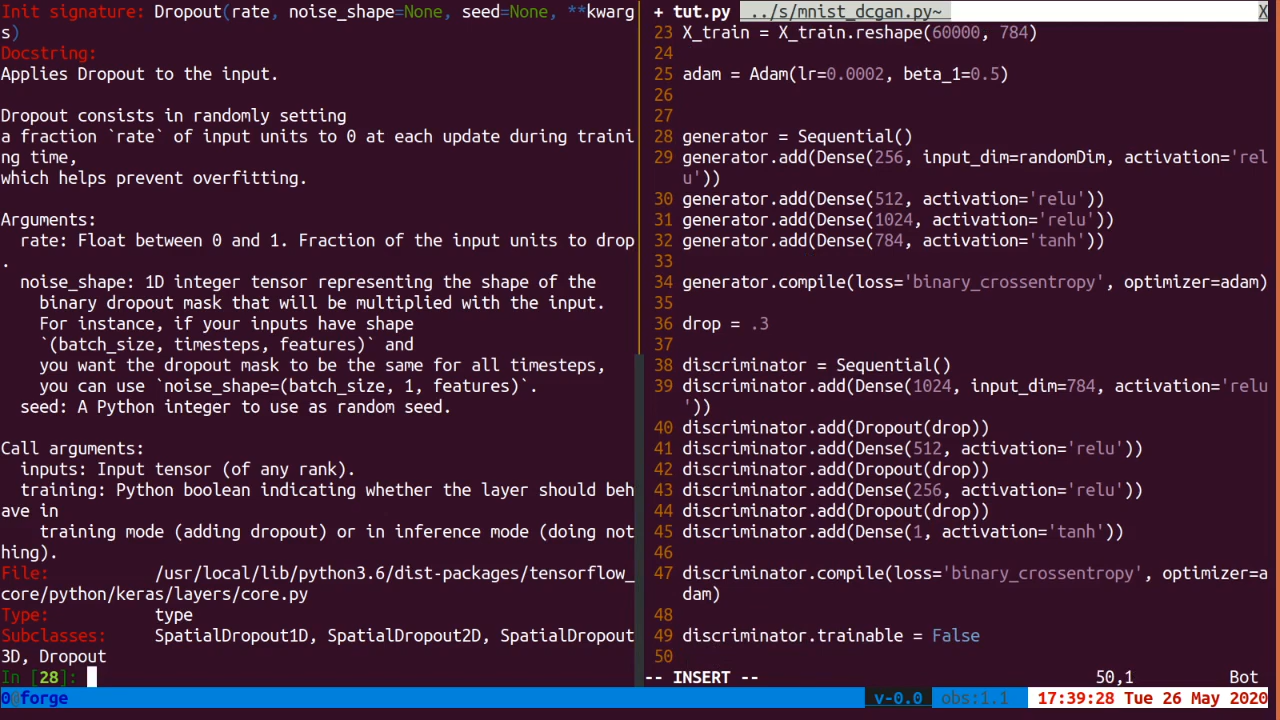 Init signature: Dropout(rate, noise_shape=None, seed=None, **kwarg
s)
Docstring:
Applies Dropout to the input.

Dropout consists in randomly setting
a fraction `rate` of input units to 0 at each update during traini
ng time,
which helps prevent overfitting.

Arguments:
  rate: Float between 0 and 1. Fraction of the input units to drop
.
  noise_shape: 1D integer tensor representing the shape of the
    binary dropout mask that will be multiplied with the input.
    For instance, if your inputs have shape
    `(batch_size, timesteps, features)` and
    you want the dropout mask to be the same for all timesteps,
    you can use `noise_shape=(batch_size, 1, features)`.
  seed: A Python integer to use as random seed.

Call arguments:
  inputs: Input tensor (of any rank).
  training: Python boolean indicating whether the layer should beh
ave in
    training mode (adding dropout) or in inference mode (doing not
hing).
File:           /usr/local/lib/python3.6/dist-packages/tensorflow_
core/python/keras/layers/core.py
Type:           type
Subclasses:     SpatialDropout1D, SpatialDropout2D, SpatialDropout
3D, Dropout
In [28]:
+ tut.py  ../s/mnist_dcgan.py~ X
23 X_train = X_train.reshape(60000, 784)
24
25 adam = Adam(lr=0.0002, beta_1=0.5)
26
27
28 generator = Sequential()
29 generator.add(Dense(256, input_dim=randomDim, activation='rel
   u'))
30 generator.add(Dense(512, activation='relu'))
31 generator.add(Dense(1024, activation='relu'))
32 generator.add(Dense(784, activation='tanh'))
33
34 generator.compile(loss='binary_crossentropy', optimizer=adam)
35
36 drop = .3
37
38 discriminator = Sequential()
39 discriminator.add(Dense(1024, input_dim=784, activation='relu
   '))
40 discriminator.add(Dropout(drop))
41 discriminator.add(Dense(512, activation='relu'))
42 discriminator.add(Dropout(drop))
43 discriminator.add(Dense(256, activation='relu'))
44 discriminator.add(Dropout(drop))
45 discriminator.add(Dense(1, activation='tanh'))
46
47 discriminator.compile(loss='binary_crossentropy', optimizer=a
   dam)
48
49 discriminator.trainable = False
50
-- INSERT -- 50,1 Bot
0@forge v-0.0 obs:1.1 17:39:28 Tue 26 May 2020